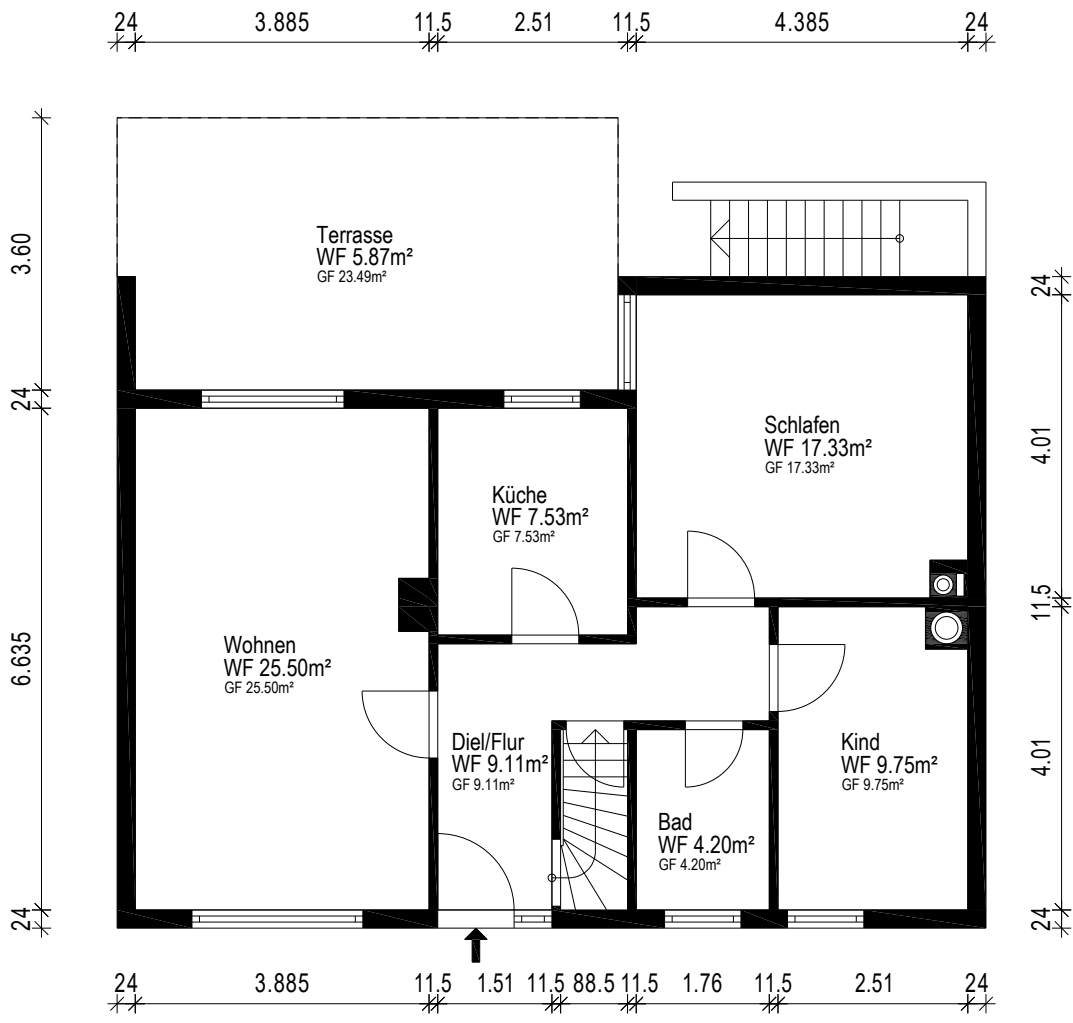 24 3.885 11.5 2.51 11.5 4.385 24
3.60
24
6.635
24
Terrasse
WF 5.87m²
GF 23.49m²
Schlafen
WF 17.33m²
GF 17.33m²
Küche
WF 7.53m²
GF 7.53m²
Wohnen
WF 25.50m²
GF 25.50m²
Diel/Flur
WF 9.11m²
GF 9.11m²
Kind
WF 9.75m²
GF 9.75m²
Bad
WF 4.20m²
GF 4.20m²
24
4.01
11.5
4.01
24
24 3.885 11.5 1.51 11.5 88.5 11.5 1.76 11.5 2.51 24